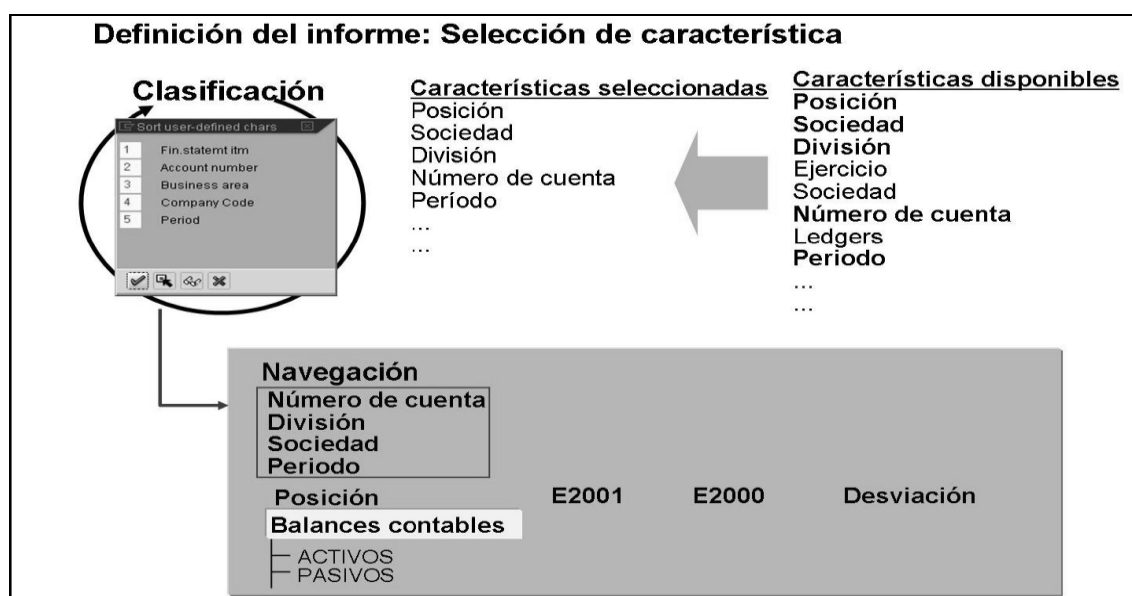 Definición del informe: Selección de característica
Clasificación
Sort user-defined chars
1 Fin.statemt itm
2 Account number
3 Business area
4 Company Code
5 Period
Características seleccionadas
Posición
Sociedad
División
Número de cuenta
Período
...
...
Características disponibles
Posición
Sociedad
División
Ejercicio
Sociedad
Número de cuenta
Ledgers
Periodo
...
...
Navegación
Número de cuenta
División
Sociedad
Periodo
Posición E2001 E2000 Desviación
Balances contables
ACTIVOS
PASIVOS